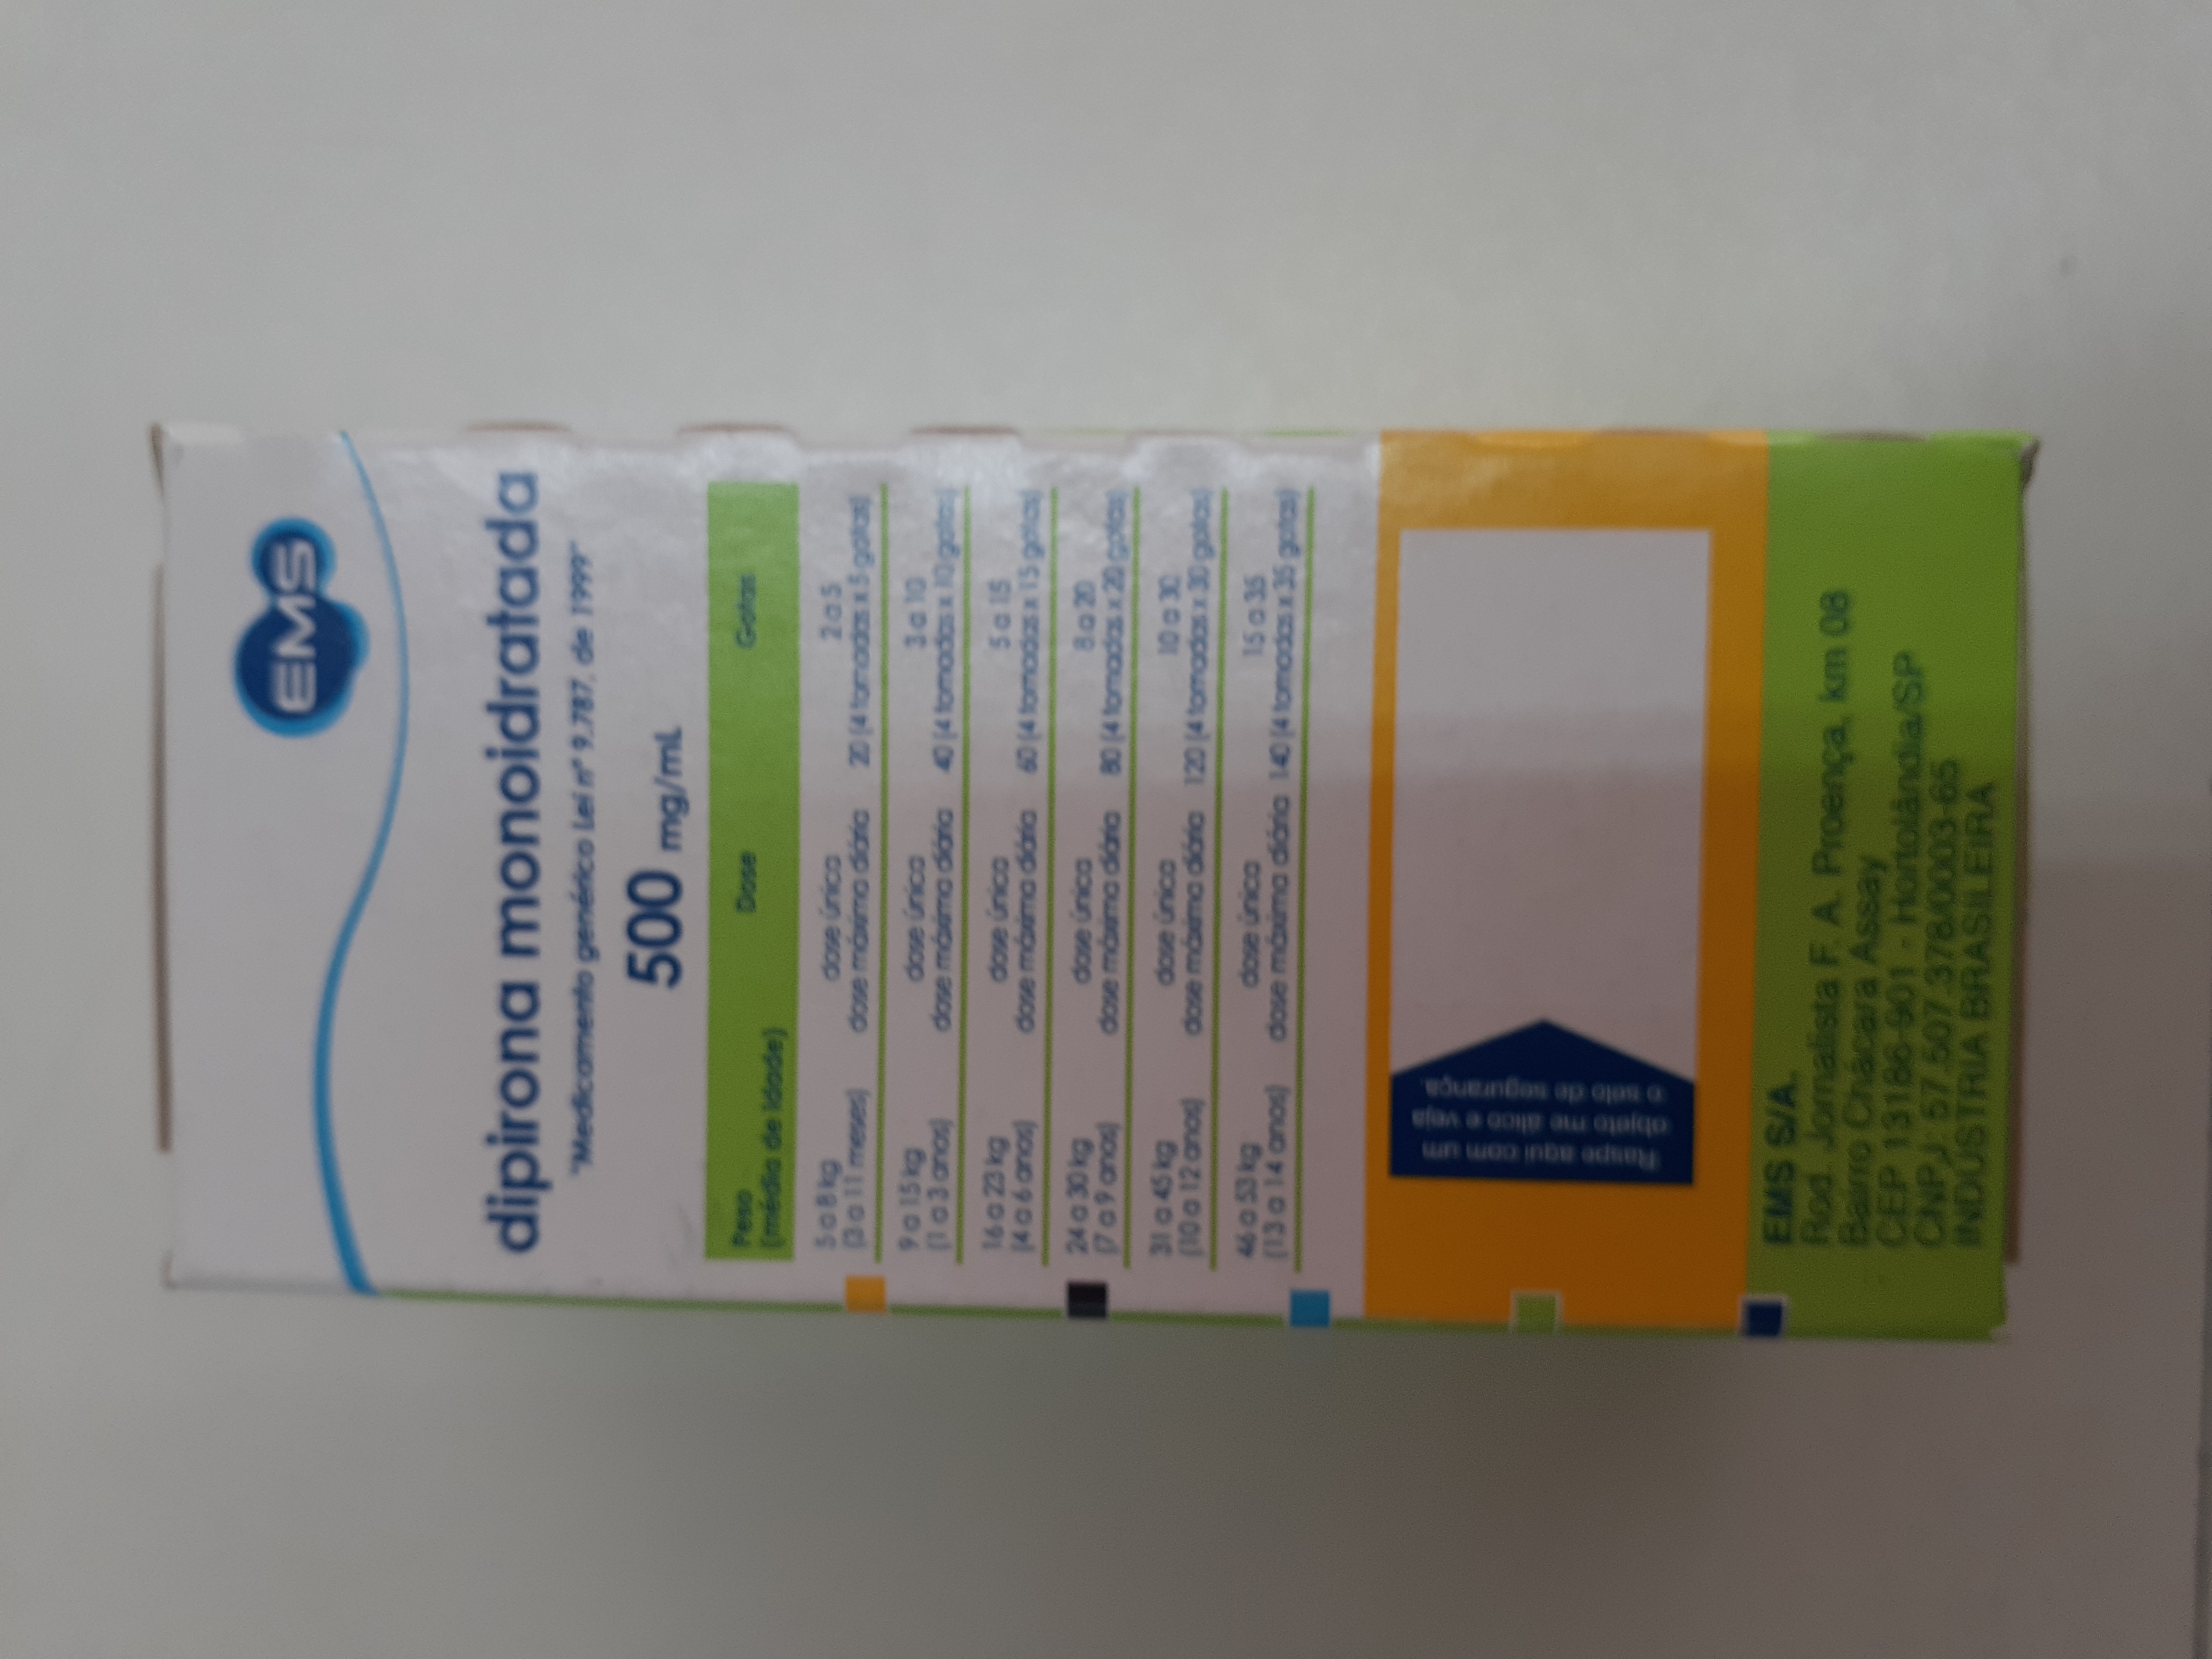 EMS
dipirona monoidratada
"Medicamento genérico Lei nº 9.787, de 1999"
500 mg/mL
Peso Dose Gotas
(média de idade)
5 a 8 kg dose única 2 a 5
(3 a 11 meses) dose máxima diária 20 (4 tomadas x 5 gotas)
9 a 15 kg dose única 3 a 10
(1 a 3 anos) dose máxima diária 40 (4 tomadas x 10 gotas)
16 a 23 kg dose única 5 a 15
(4 a 6 anos) dose máxima diária 60 (4 tomadas x 15 gotas)
24 a 30 kg dose única 8 a 20
(7 a 9 anos) dose máxima diária 80 (4 tomadas x 20 gotas)
31 a 45 kg dose única 10 a 30
(10 a 12 anos) dose máxima diária 120 (4 tomadas x 30 gotas)
46 a 53 kg dose única 15 a 35
(13 a 14 anos) dose máxima diária 140 (4 tomadas x 35 gotas)
Raspe aqui com um
objeto metálico e veja
o selo de segurança.
EMS S/A.
Rod. Jornalista F. A. Proença, km 08
Bairro Chácara Assay
CEP 13186-901 - Hortolândia/SP
CNPJ: 57.507.378/0003-65
INDÚSTRIA BRASILEIRA